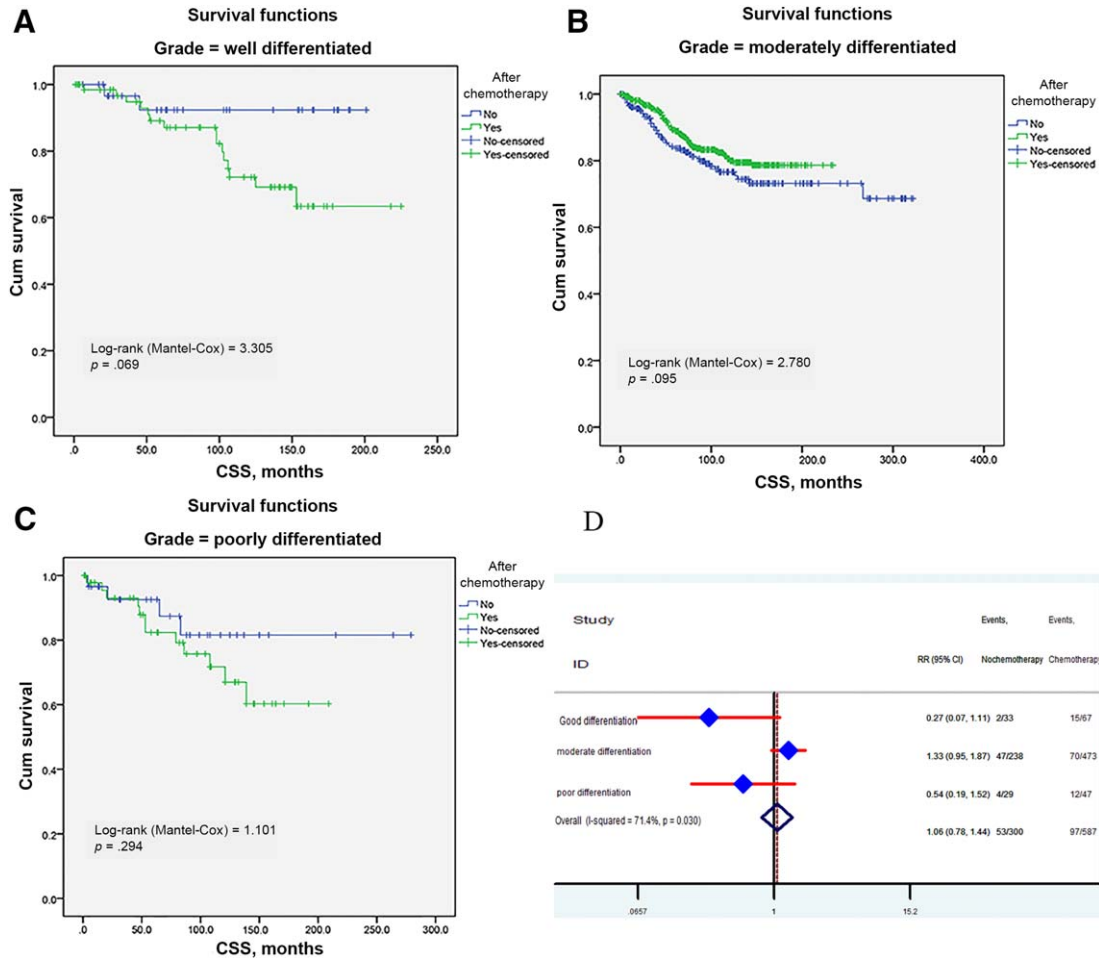 A
Survival functions
Grade = well differentiated
After
chemotherapy
No
Yes
No-censored
Yes-censored
Cum survival
1.0
0.8
0.6
0.4
0.2
0.0
Log-rank (Mantel-Cox) = 3.305
p = .069
.0 50.0 100.0 150.0 200.0 250.0
CSS, months
B
Survival functions
Grade = moderately differentiated
After
chemotherapy
No
Yes
No-censored
Yes-censored
Cum survival
1.0
0.8
0.6
0.4
0.2
0.0
Log-rank (Mantel-Cox) = 2.780
p = .095
.0 100.0 200.0 300.0 400.0
CSS, months
C
Survival functions
Grade = poorly differentiated
After
chemotherapy
No
Yes
No-censored
Yes-censored
Cum survival
1.0
0.8
0.6
0.4
0.2
0.0
Log-rank (Mantel-Cox) = 1.101
p = .294
.0 50.0 100.0 150.0 200.0 250.0 300.0
CSS, months
D
Study Events, Events,
ID RR (95% CI) Nochemotherapy Chemotherapy
Good differentiation 0.27 (0.07, 1.11) 2/33 15/67
moderate differentiation 1.33 (0.95, 1.87) 47/238 70/473
poor differentiation 0.54 (0.19, 1.52) 4/29 12/47
Overall (I-squared = 71.4%, p = 0.030) 1.06 (0.78, 1.44) 53/300 97/587
.0657 1 15.2